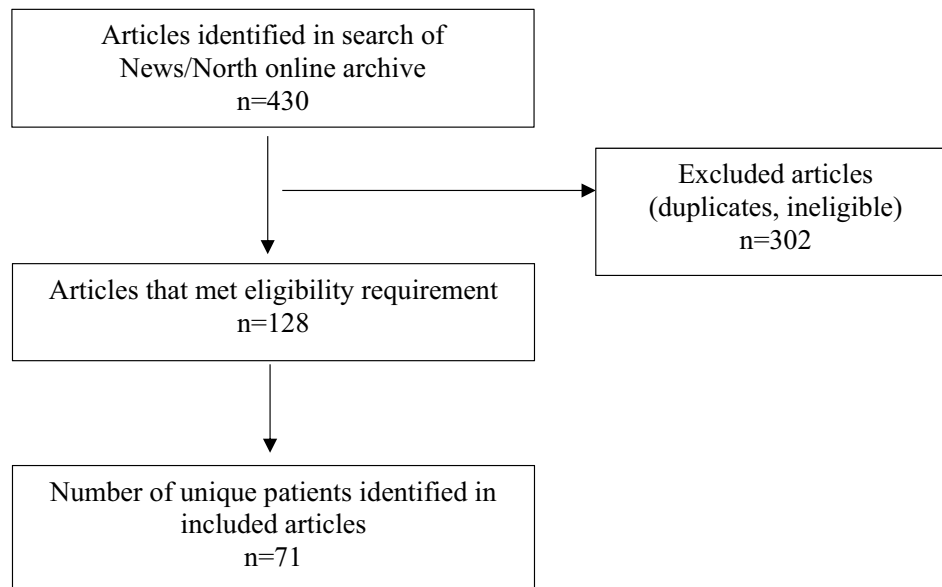 Articles identified in search of
News/North online archive
n=430
Excluded articles
(duplicates, ineligible)
n=302
Articles that met eligibility requirement
n=128
Number of unique patients identified in
included articles
n=71